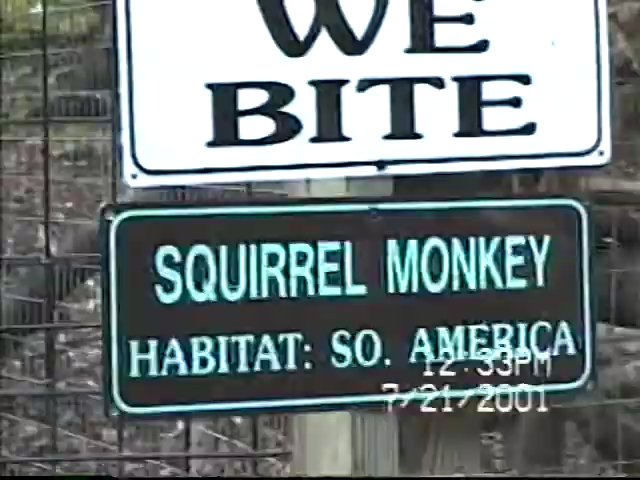 WE
BITE
SQUIRREL MONKEY
HABITAT: SO. AMERICA
12:33PM
7/21/2001